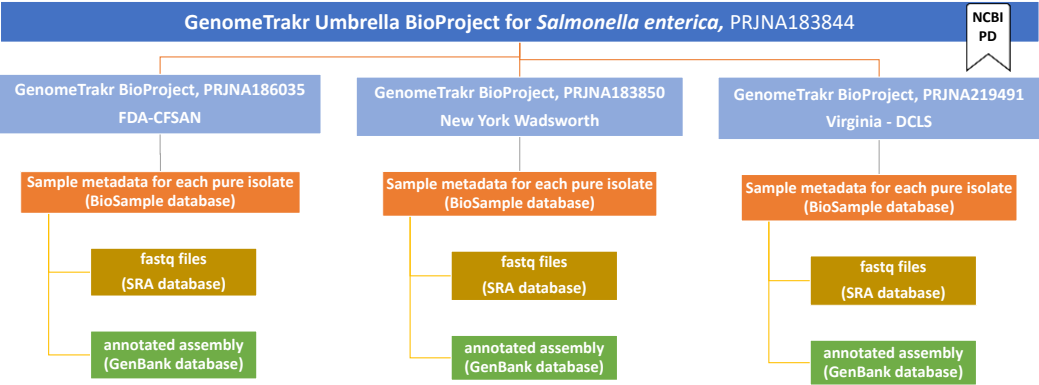 GenomeTrakr Umbrella BioProject for Salmonella enterica, PRJNA183844
NCBI
PD
GenomeTrakr BioProject, PRJNA186035
FDA-CFSAN
GenomeTrakr BioProject, PRJNA183850
New York Wadsworth
GenomeTrakr BioProject, PRJNA219491
Virginia - DCLS
Sample metadata for each pure isolate
(BioSample database)
Sample metadata for each pure isolate
(BioSample database)
Sample metadata for each pure isolate
(BioSample database)
fastq files
(SRA database)
fastq files
(SRA database)
fastq files
(SRA database)
annotated assembly
(GenBank database)
annotated assembly
(GenBank database)
annotated assembly
(GenBank database)